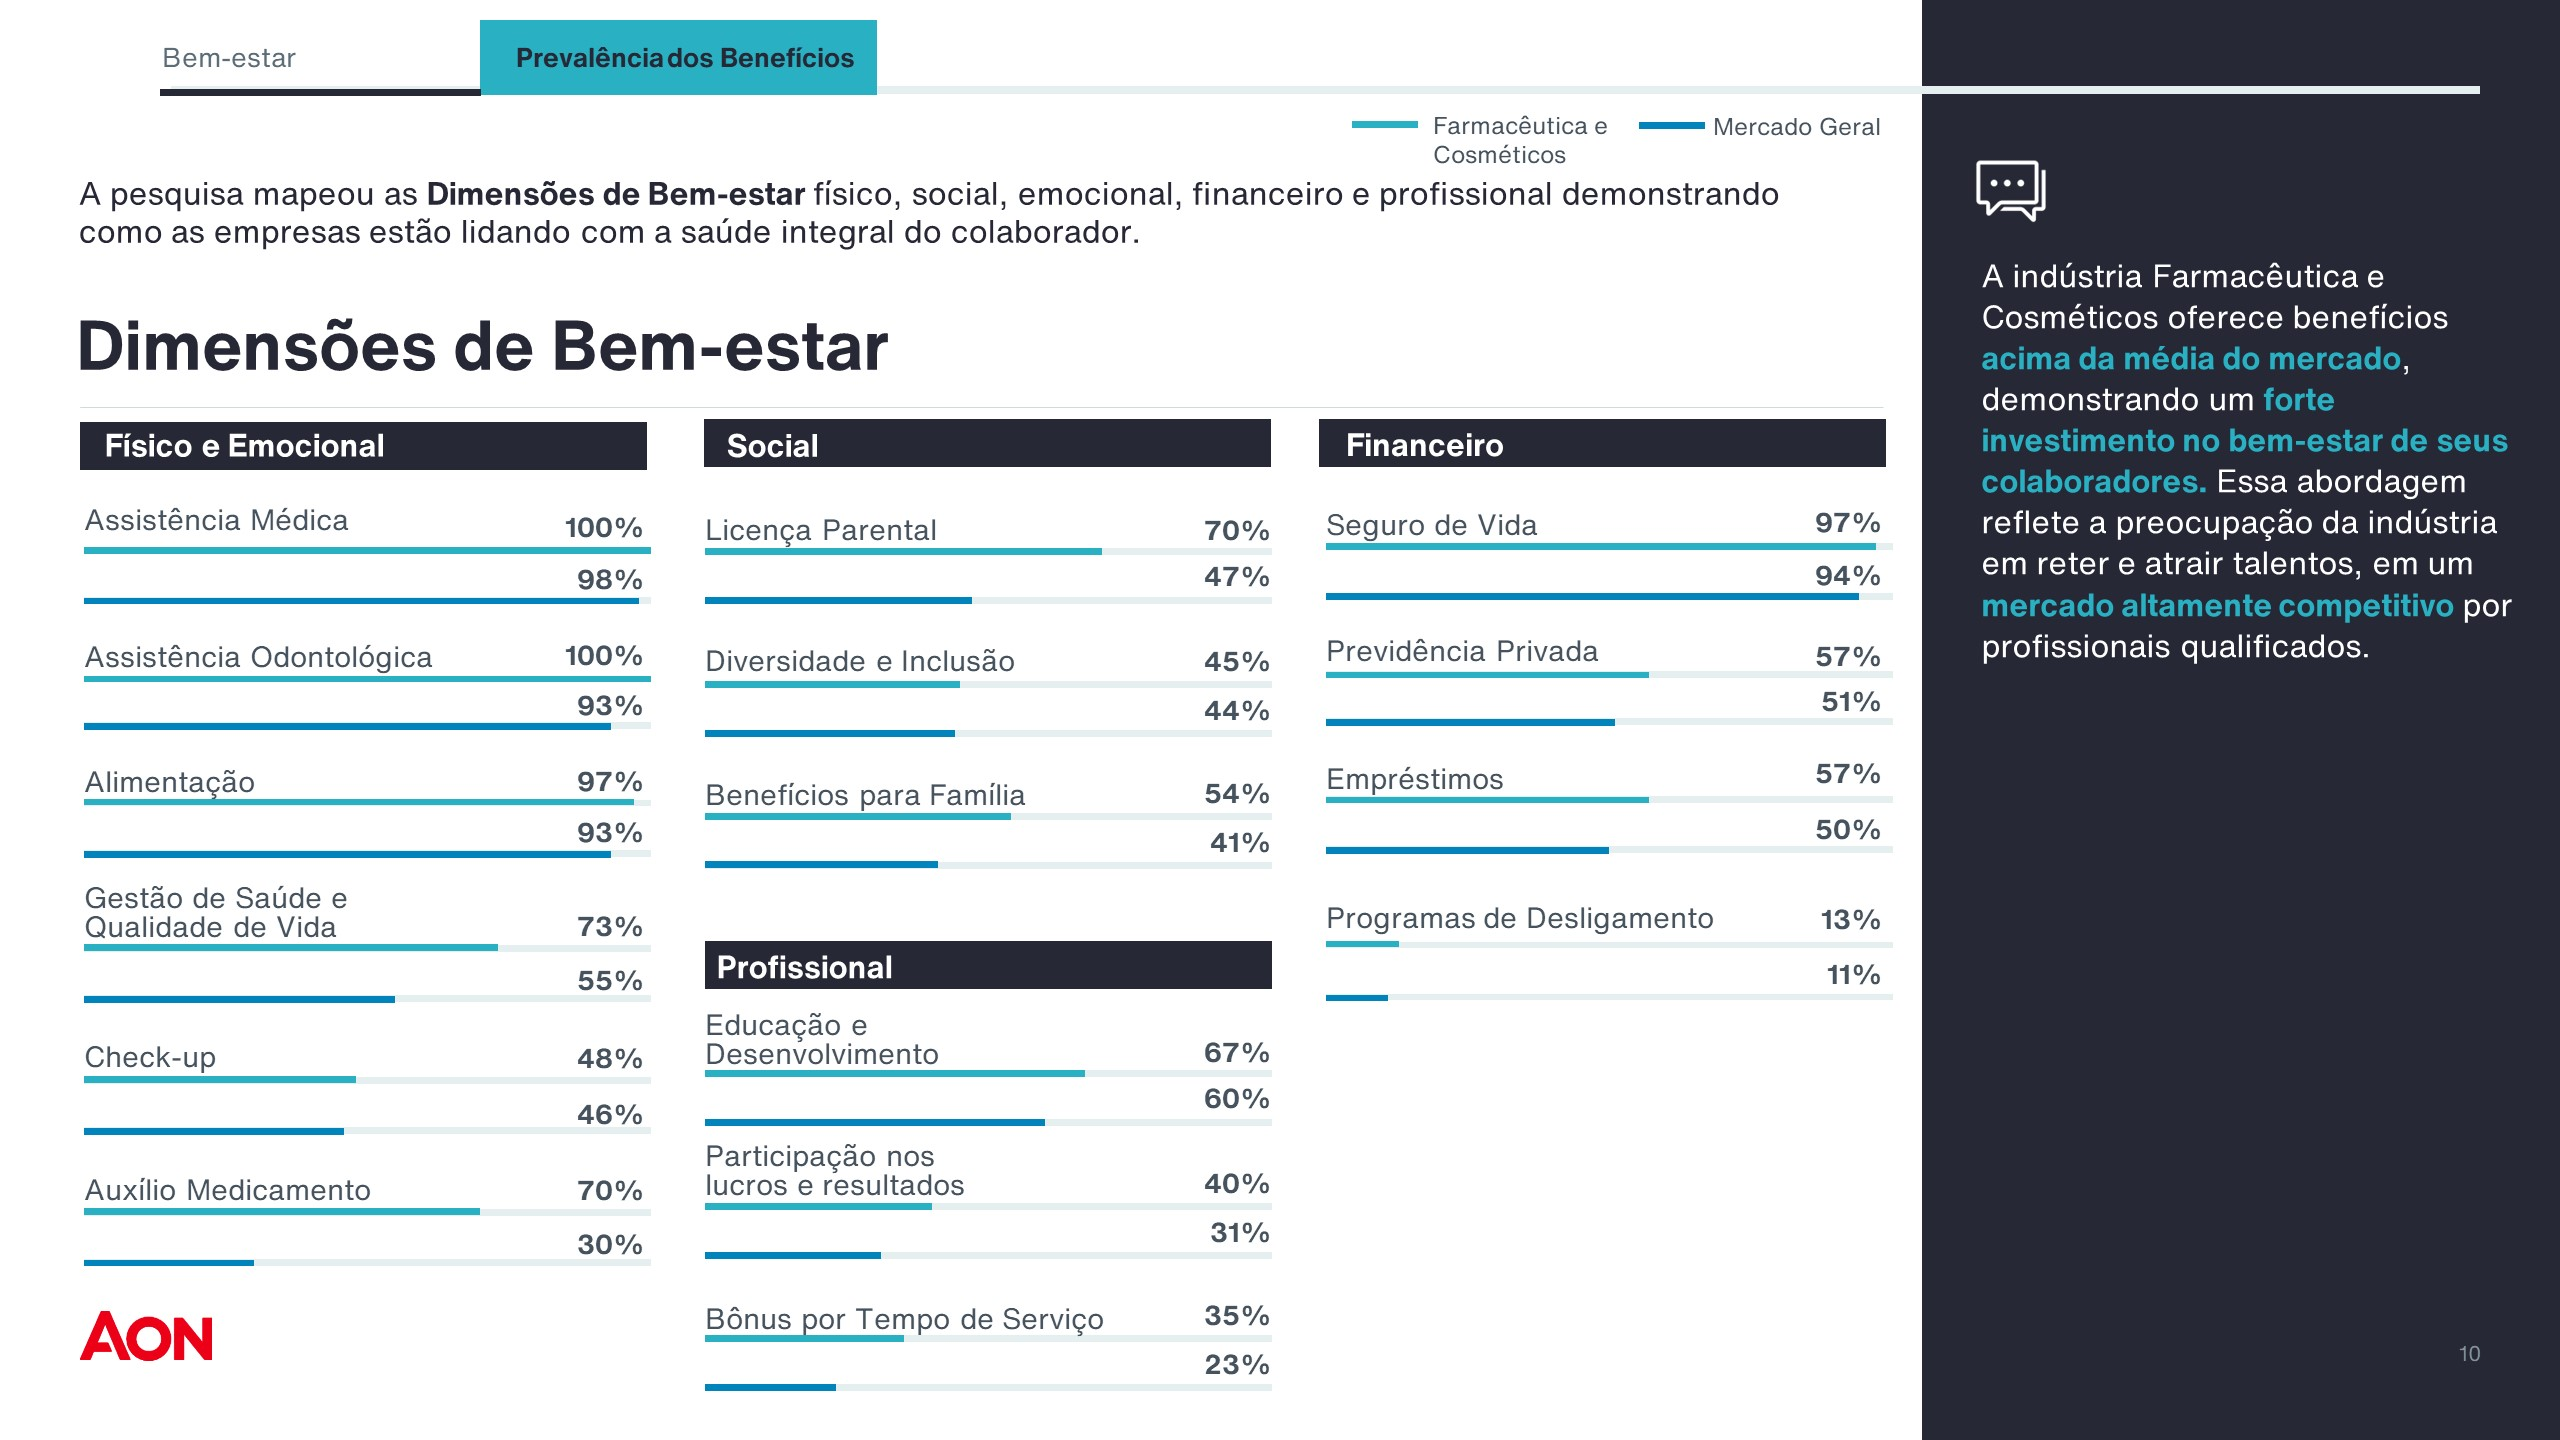 Bem-estar
Prevalência dos Benefícios
Farmacêutica e
Cosméticos
Mercado Geral
A pesquisa mapeou as Dimensões de Bem-estar físico, social, emocional, financeiro e profissional demonstrando
como as empresas estão lidando com a saúde integral do colaborador.
Dimensões de Bem-estar
Físico e Emocional
Assistência Médica
100%
98%
Assistência Odontológica
100%
93%
Alimentação
97%
93%
Gestão de Saúde e
Qualidade de Vida
73%
55%
Check-up
48%
46%
Auxílio Medicamento
70%
30%
Social
Licença Parental
70%
47%
Diversidade e Inclusão
45%
44%
Benefícios para Família
54%
41%
Profissional
Educação e
Desenvolvimento
67%
60%
Participação nos
lucros e resultados
40%
31%
Bônus por Tempo de Serviço
35%
23%
Financeiro
Seguro de Vida
97%
94%
Previdência Privada
57%
51%
Empréstimos
57%
50%
Programas de Desligamento
13%
11%
A indústria Farmacêutica e
Cosméticos oferece benefícios
acima da média do mercado,
demonstrando um forte
investimento no bem-estar de seus
colaboradores. Essa abordagem
reflete a preocupação da indústria
em reter e atrair talentos, em um
mercado altamente competitivo por
profissionais qualificados.
AON
10